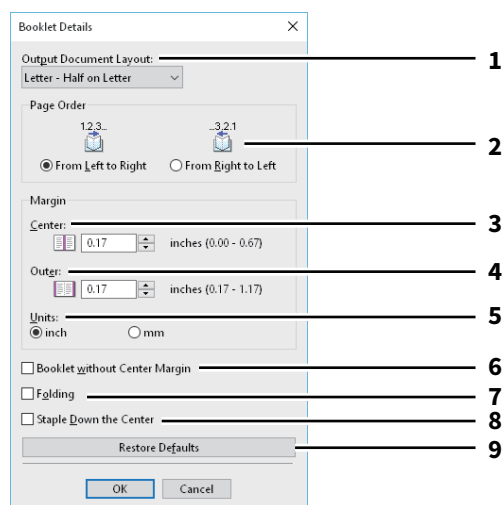 Booklet Details
Output Document Layout:
1
Letter - Half on Letter
Page Order
1.2.3... ...3.2.1
2
From Left to Right From Right to Left
Margin
Center:
3
0.17 inches (0.00 - 0.67)
Outer:
4
0.17 inches (0.17 - 1.17)
Units:
5
inch mm
Booklet without Center Margin
6
Folding
7
Staple Down the Center
8
Restore Defaults
9
OK Cancel